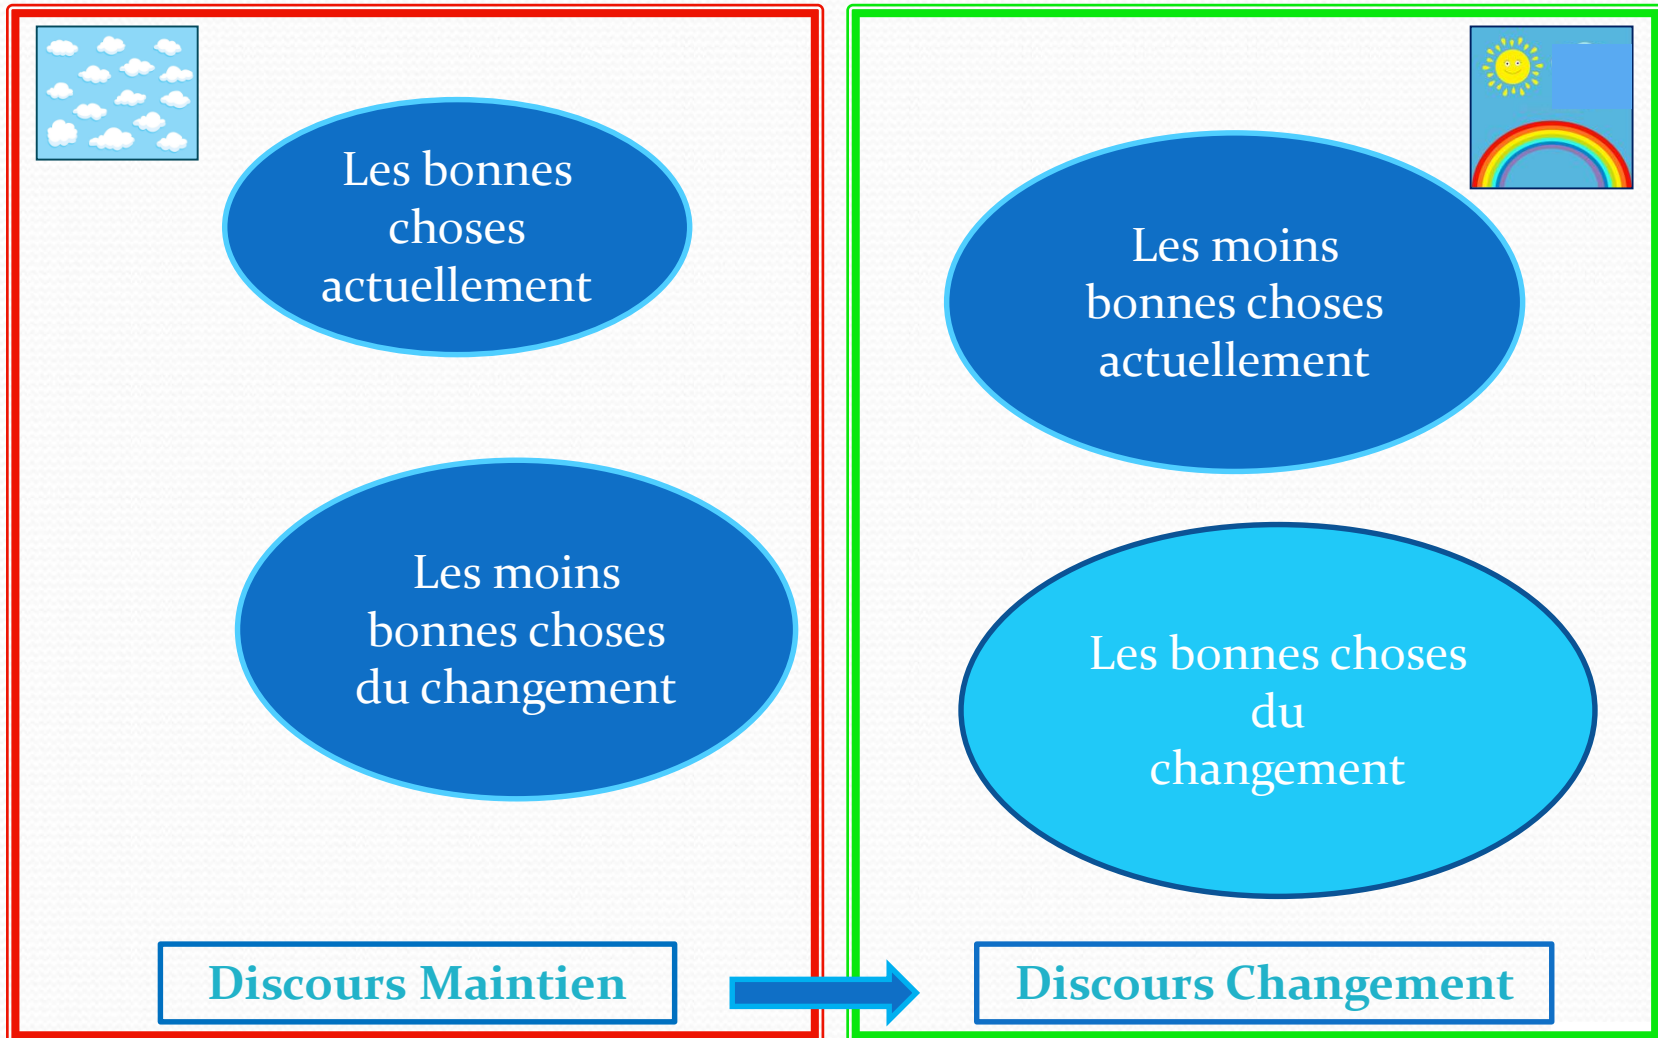 Les bonnes
choses
actuellement
Les moins
bonnes choses
du changement
Discours Maintien
Les moins
bonnes choses
actuellement
Les bonnes choses
du
changement
Discours Changement